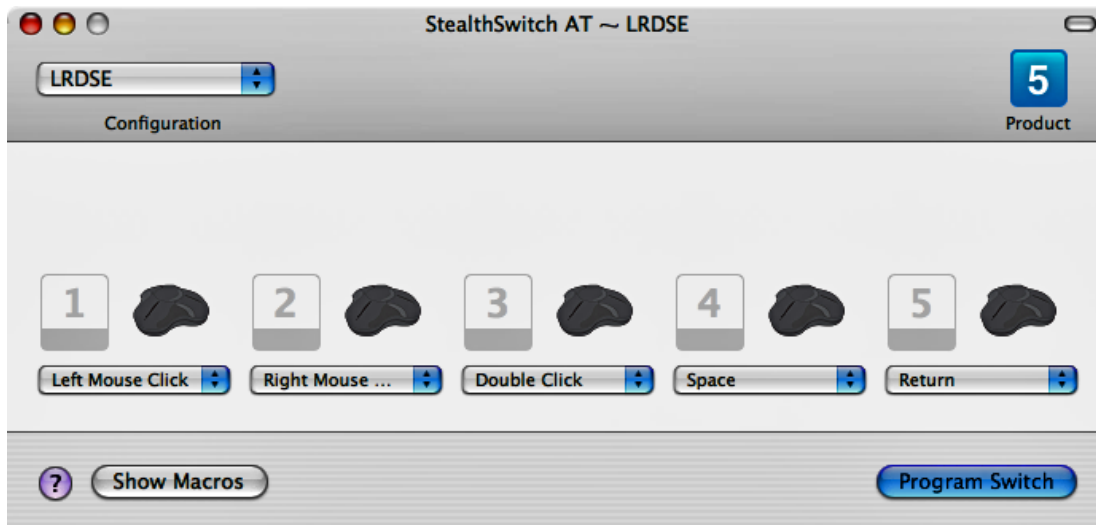 StealthSwitch AT ~ LRDSE
LRDSE
5
Configuration
Product
1 2 3 4 5
Left Mouse Click Right Mouse ... Double Click Space Return
? Show Macros Program Switch